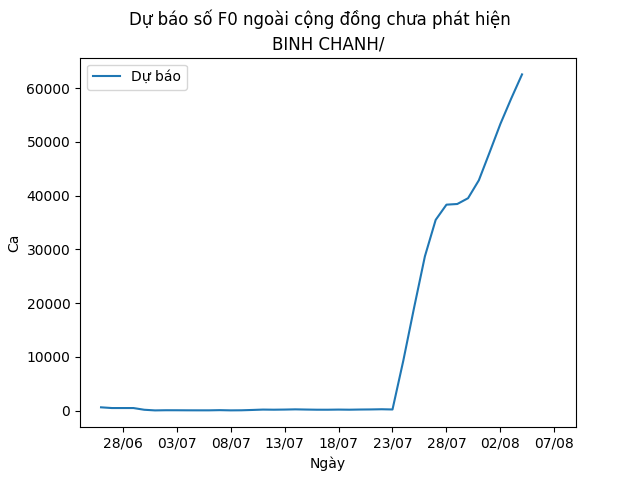 Dự báo số F0 ngoài cộng đồng chưa phát hiện
BINH CHANH/
Dự báo
60000
50000
40000
30000
20000
10000
0
Ca
28/06 03/07 08/07 13/07 18/07 23/07 28/07 02/08 07/08
Ngày